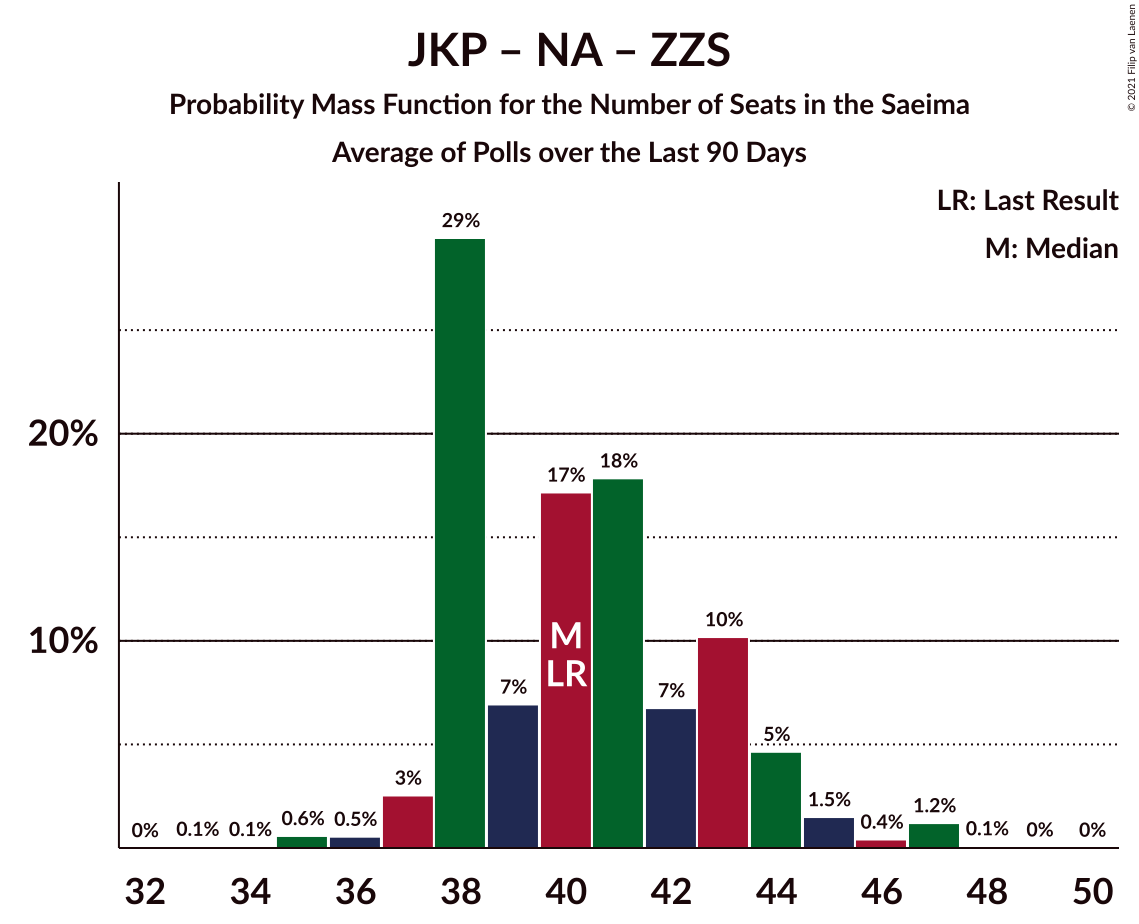 JKP – NA – ZZS
Probability Mass Function for the Number of Seats in the Saeima
Average of Polls over the Last 90 Days
© 2021 Filip van Laenen
LR: Last Result
M: Median
20%
10%
0%
0.1%
0.1%
0.6%
0.5%
3%
29%
7%
17%
18%
7%
10%
5%
1.5%
0.4%
1.2%
0.1%
0%
0%
M
LR
32 34 36 38 40 42 44 46 48 50